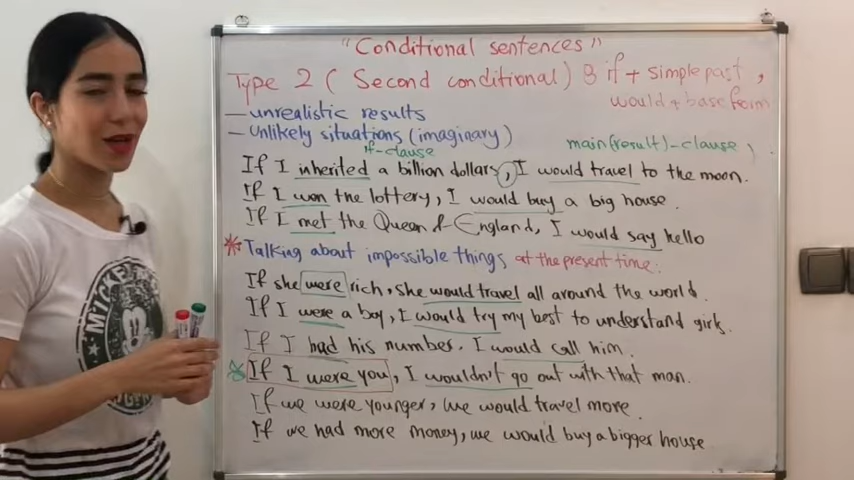 "Conditional sentences"
Type 2 (Second conditional) if + simple past,
would + base form
- unrealistic results
- Unlikely situations (imaginary)
if-clause
main(result)-clause
If I inherited a billion dollars, I would travel to the moon.
If I won the lottery, I would buy a big house.
If I met the Queen of England, I would say hello
* Talking about impossible things at the present time:
If she were rich, she would travel all around the world.
If I were a boy, I would try my best to understand girls.
If I had his number. I would call him.
If I were you, I wouldn't go out with that man.
If we were younger, we would travel more.
If we had more money, we would buy a bigger house
MEMBER